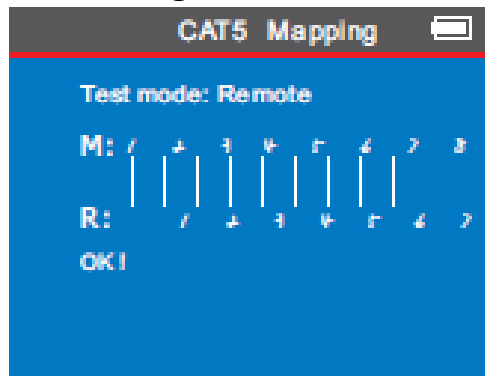 CAT5 Mapping
Test mode: Remote
M: 1 2 3 4 5 6 7 8
R: 1 2 3 4 5 6 7
OK!